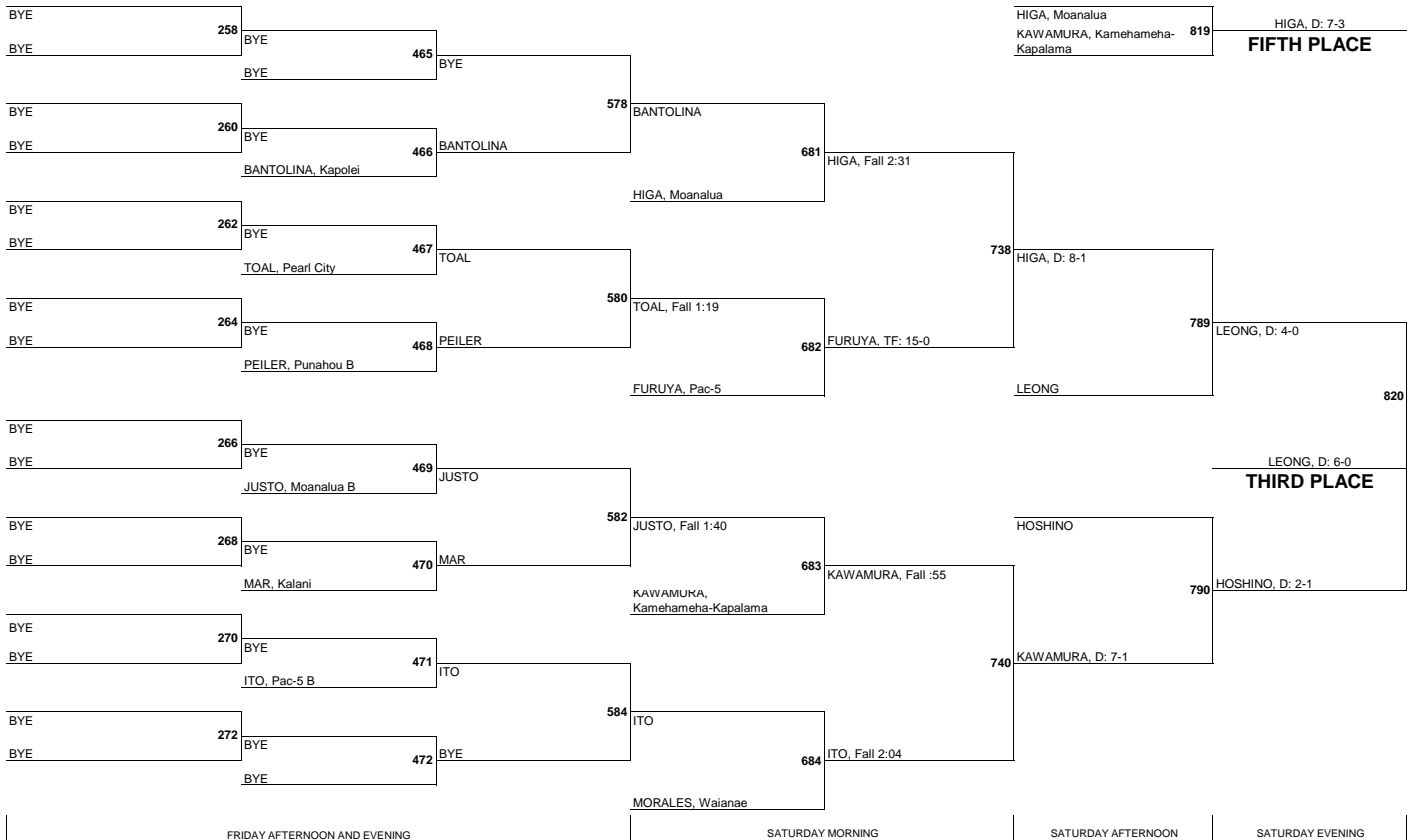 BYE
258
BYE
BYE
465
BYE
BYE
BYE
260
BYE
BYE
466
BANTOLINA, Kapolei
BANTOLINA
578
BANTOLINA
HIGA, Moanalua
681
HIGA, Fall 2:31
BYE
262
BYE
BYE
467
TOAL, Pearl City
TOAL
BYE
264
BYE
BYE
468
PEILER, Punahou B
PEILER
580
TOAL, Fall 1:19
FURUYA, Pac-5
682
FURUYA, TF: 15-0
738
HIGA, D: 8-1
LEONG
789
LEONG, D: 4-0
BYE
266
BYE
BYE
469
JUSTO, Moanalua B
JUSTO
BYE
268
BYE
BYE
470
MAR, Kalani
MAR
582
JUSTO, Fall 1:40
KAWAMURA,
Kamehameha-Kapalama
683
KAWAMURA, Fall :55
BYE
270
BYE
BYE
471
ITO, Pac-5 B
ITO
BYE
272
BYE
BYE
472
BYE
BYE
584
ITO
MORALES, Waianae
684
ITO, Fall 2:04
740
KAWAMURA, D: 7-1
HOSHINO
790
HOSHINO, D: 2-1
820
LEONG, D: 6-0
THIRD PLACE
HIGA, Moanalua
KAWAMURA, Kamehameha-
Kapalama
819
HIGA, D: 7-3
FIFTH PLACE
FRIDAY AFTERNOON AND EVENING
SATURDAY MORNING
SATURDAY AFTERNOON
SATURDAY EVENING